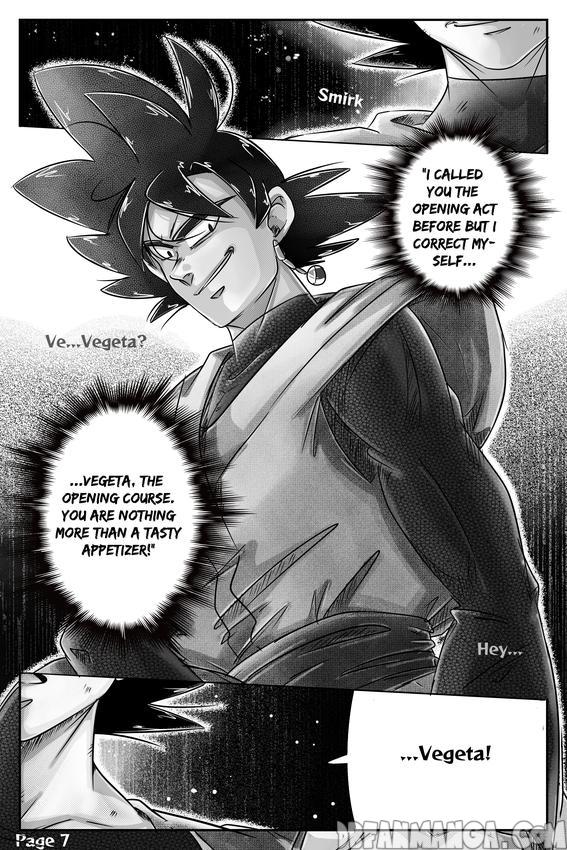 Smirk
"I CALLED
YOU THE
OPENING ACT
BEFORE BUT I
CORRECT MY-
SELF...
Ve...Vegeta?
...VEGETA, THE
OPENING COURSE.
YOU ARE NOTHING
MORE THAN A TASTY
APPETIZER!"
Hey...
...Vegeta!
Page 7
DBFANMANGA.COM